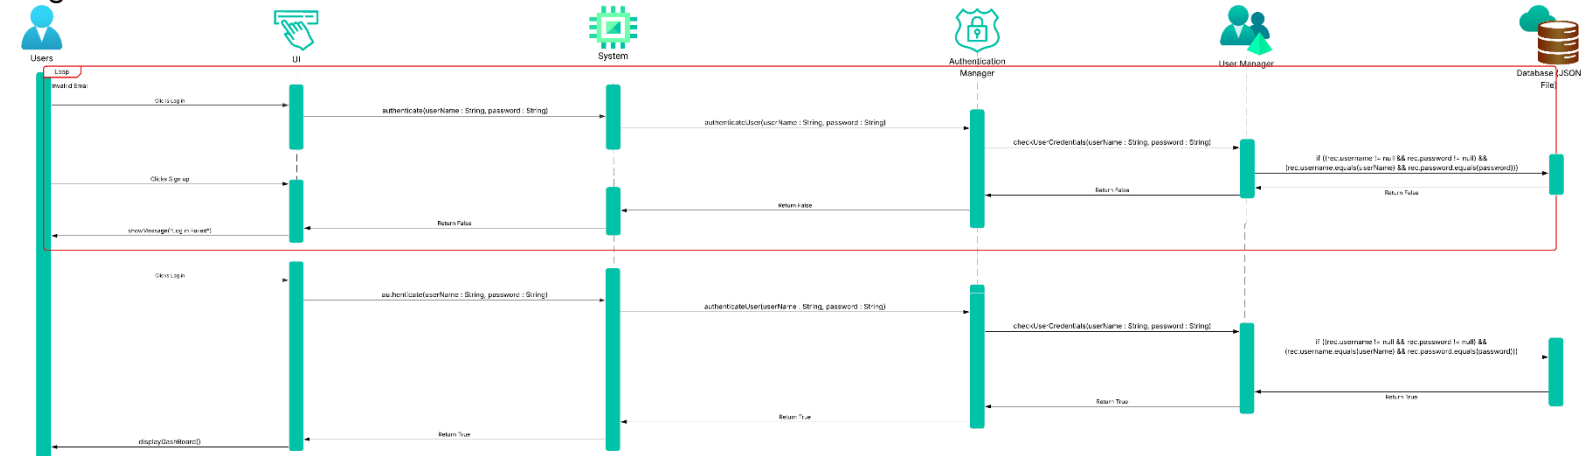 Users
UI
System
Authentication
Manager
User Manager
Database (JSON
File)
Loop
Invalid Email
Clicks Log in
authenticate(userName : String, password : String)
authenticateUser(userName : String, password : String)
checkUserCredentials(userName : String, password : String)
if ((rec.username != null && rec.password != null) &&
(rec.username.equals(userName) && rec.password.equals(password)))
Clicks Sign up
Return False
Return False
Return False
Return False
showMessage("Log in Failed")
Clicks Log in
authenticate(userName : String, password : String)
authenticateUser(userName : String, password : String)
checkUserCredentials(userName : String, password : String)
if ((rec.username != null && rec.password != null) &&
(rec.username.equals(userName) && rec.password.equals(password)))
Return True
Return True
Return True
Return True
displayDashBoard()